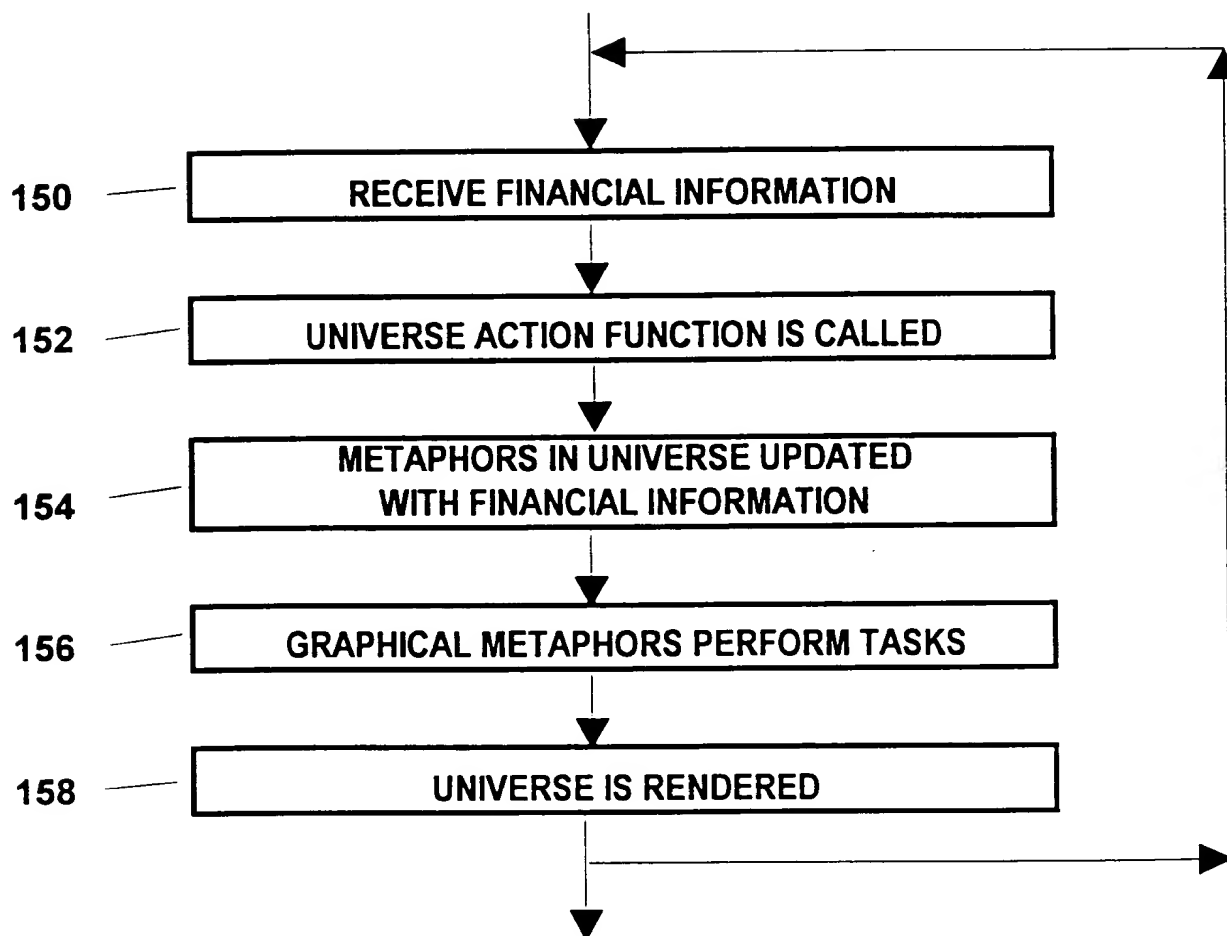 150
RECEIVE FINANCIAL INFORMATION
152
UNIVERSE ACTION FUNCTION IS CALLED
154
METAPHORS IN UNIVERSE UPDATED
WITH FINANCIAL INFORMATION
156
GRAPHICAL METAPHORS PERFORM TASKS
158
UNIVERSE IS RENDERED